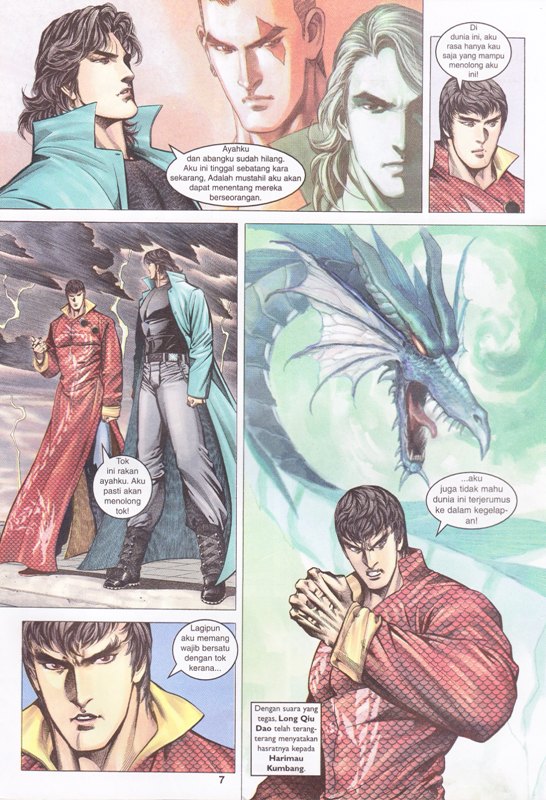 Ayahku
dan abangku sudah hilang.
Aku ini tinggal sebatang kara
sekarang, Adalah mustahil aku akan
dapat menentang mereka
berseorangan.
Di
dunia ini, aku
rasa hanya kau
saja yang mampu
menolong aku
ini!
Tok
ini rakan
ayahku. Aku
pasti akan
menolong
tok!
Lagipun
aku memang
wajib bersatu
dengan tok
kerana...
...aku
juga tidak mahu
dunia ini terjerumus
ke dalam kegelap-
an!
Dengan suara yang
tegas, Long Qiu
Dao telah terang-
terang menyatakan
hasratnya kepada
Harimau
Kumbang.
7